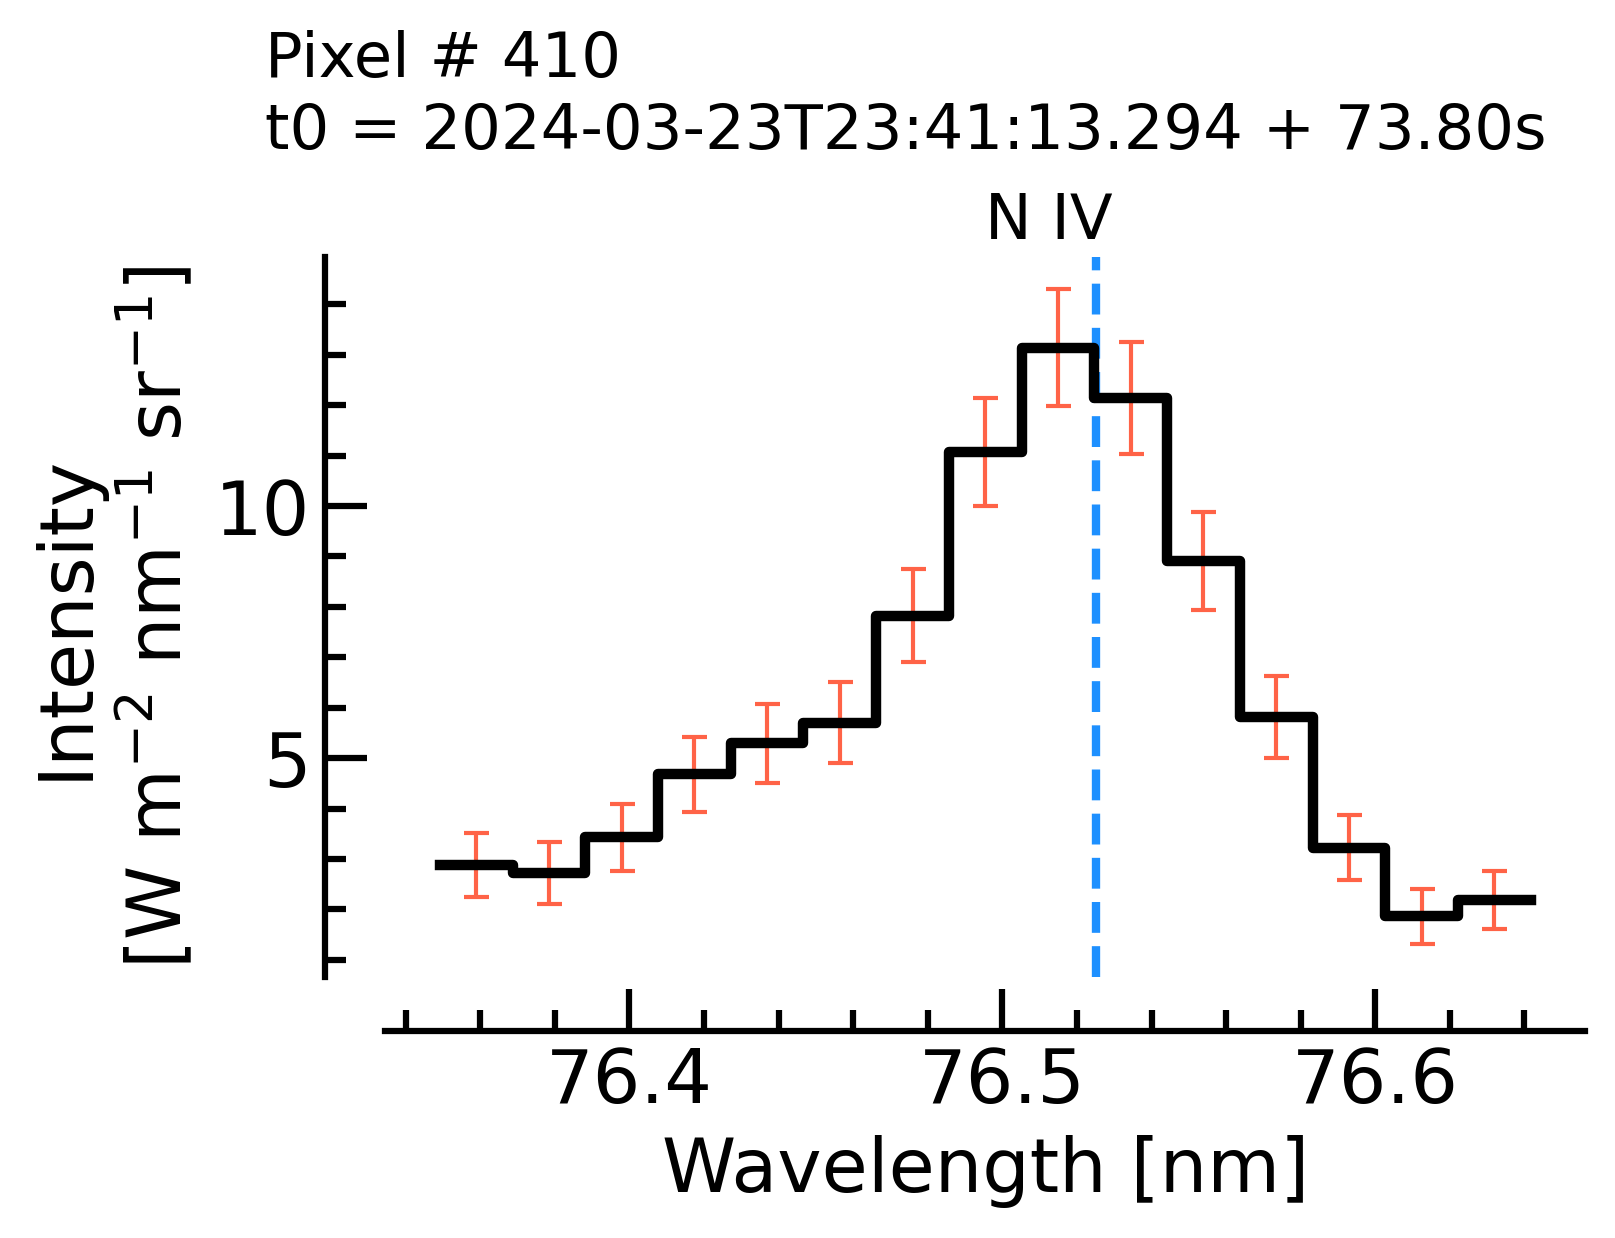 Pixel # 410
t0 = 2024-03-23T23:41:13.294 + 73.80s
N IV
Intensity
[W m⁻² nm⁻¹ sr⁻¹]
10
5
76.4 76.5 76.6
Wavelength [nm]